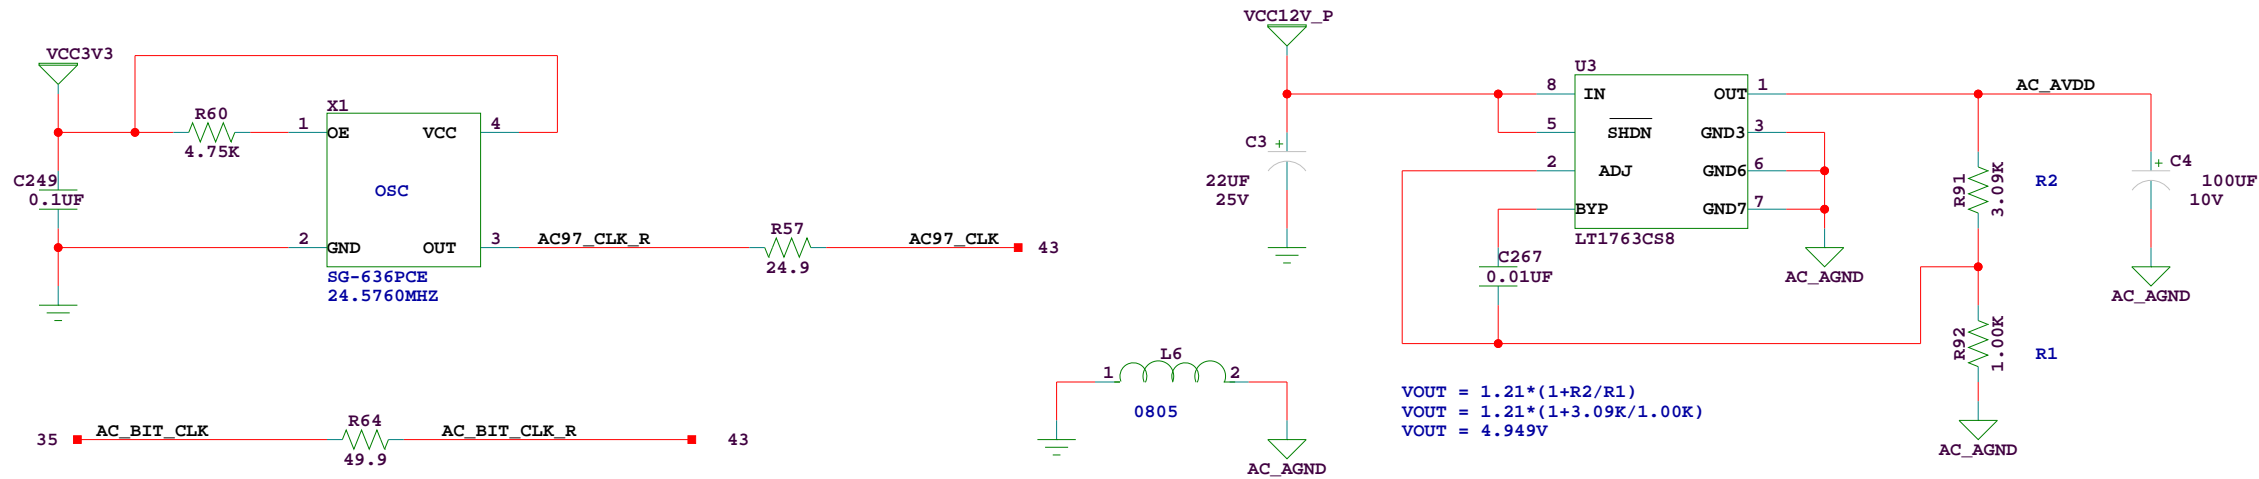 VCC3V3
R60
4.75K
C249
0.1UF
X1
1
OE
VCC
4
OSC
2
GND
OUT
3
SG-636PCE
24.5760MHZ
AC97_CLK_R
R57
24.9
AC97_CLK
43
35
AC_BIT_CLK
R64
49.9
AC_BIT_CLK_R
43
L6
1
2
0805
AC_AGND
VCC12V_P
C3
+
22UF
25V
U3
8
IN
OUT
1
5
SHDN
GND3
3
2
ADJ
GND6
6
BYP
GND7
7
LT1763CS8
C267
0.01UF
AC_AGND
AC_AVDD
R91
3.09K
R2
+
C4
100UF
10V
AC_AGND
R92
1.00K
R1
AC_AGND
VOUT = 1.21*(1+R2/R1)
VOUT = 1.21*(1+3.09K/1.00K)
VOUT = 4.949V